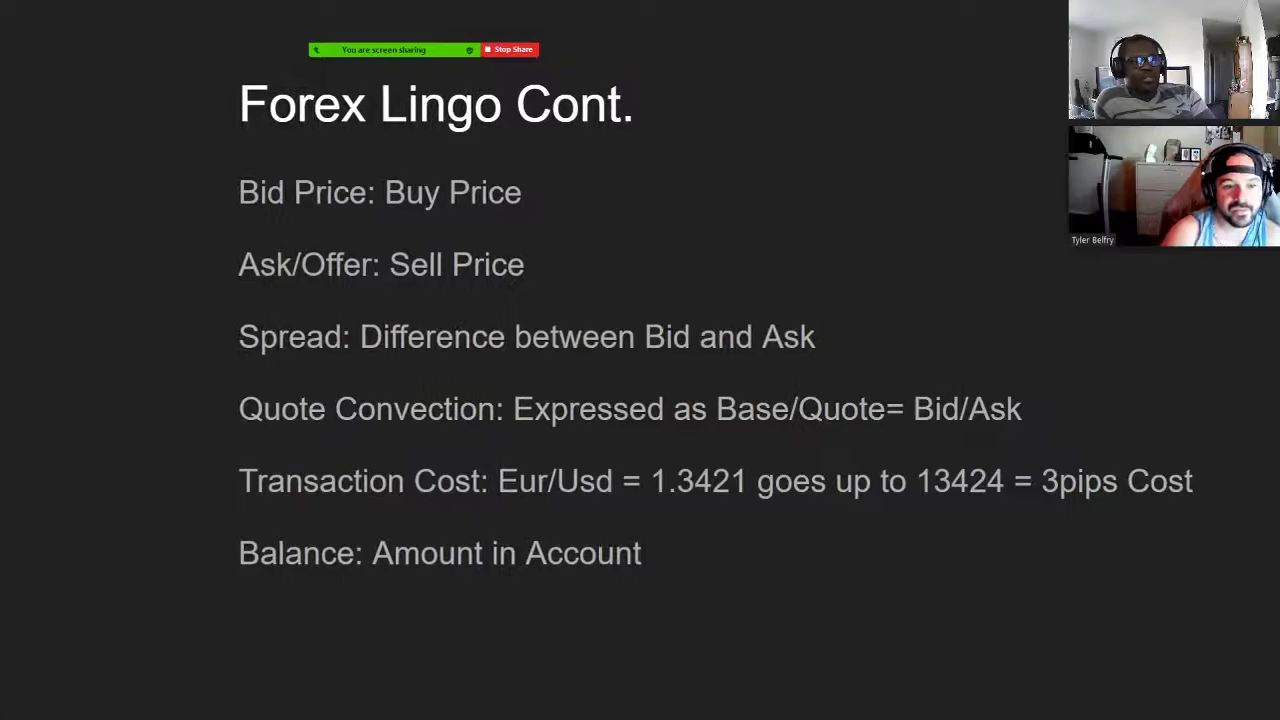 You are screen sharing
Stop Share
Forex Lingo Cont.
Bid Price: Buy Price
Ask/Offer: Sell Price
Tyler Belfry
Spread: Difference between Bid and Ask
Quote Convection: Expressed as Base/Quote= Bid/Ask
Transaction Cost: Eur/Usd = 1.3421 goes up to 13424 = 3pips Cost
Balance: Amount in Account